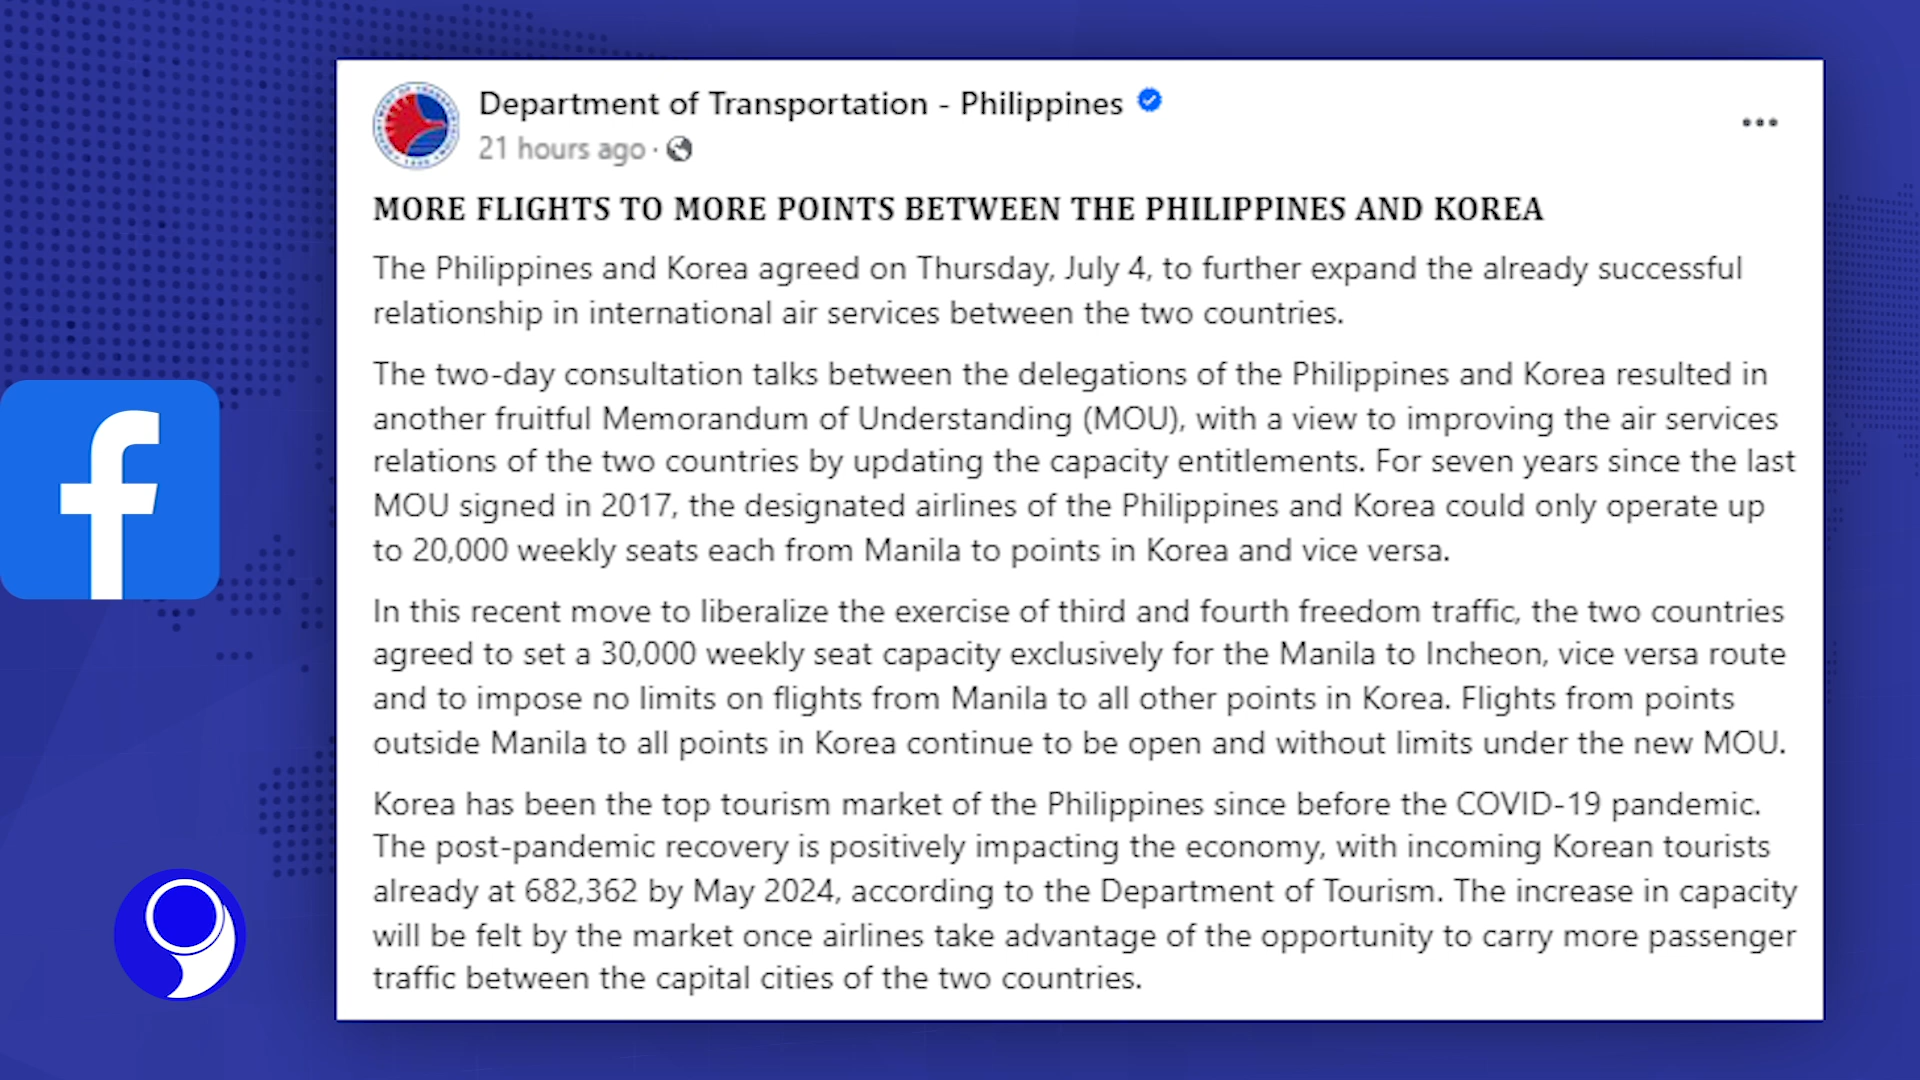 Department of Transportation - Philippines
21 hours ago ·
MORE FLIGHTS TO MORE POINTS BETWEEN THE PHILIPPINES AND KOREA
The Philippines and Korea agreed on Thursday, July 4, to further expand the already successful
relationship in international air services between the two countries.
The two-day consultation talks between the delegations of the Philippines and Korea resulted in
another fruitful Memorandum of Understanding (MOU), with a view to improving the air services
relations of the two countries by updating the capacity entitlements. For seven years since the last
MOU signed in 2017, the designated airlines of the Philippines and Korea could only operate up
to 20,000 weekly seats each from Manila to points in Korea and vice versa.
In this recent move to liberalize the exercise of third and fourth freedom traffic, the two countries
agreed to set a 30,000 weekly seat capacity exclusively for the Manila to Incheon, vice versa route
and to impose no limits on flights from Manila to all other points in Korea. Flights from points
outside Manila to all points in Korea continue to be open and without limits under the new MOU.
Korea has been the top tourism market of the Philippines since before the COVID-19 pandemic.
The post-pandemic recovery is positively impacting the economy, with incoming Korean tourists
already at 682,362 by May 2024, according to the Department of Tourism. The increase in capacity
will be felt by the market once airlines take advantage of the opportunity to carry more passenger
traffic between the capital cities of the two countries.